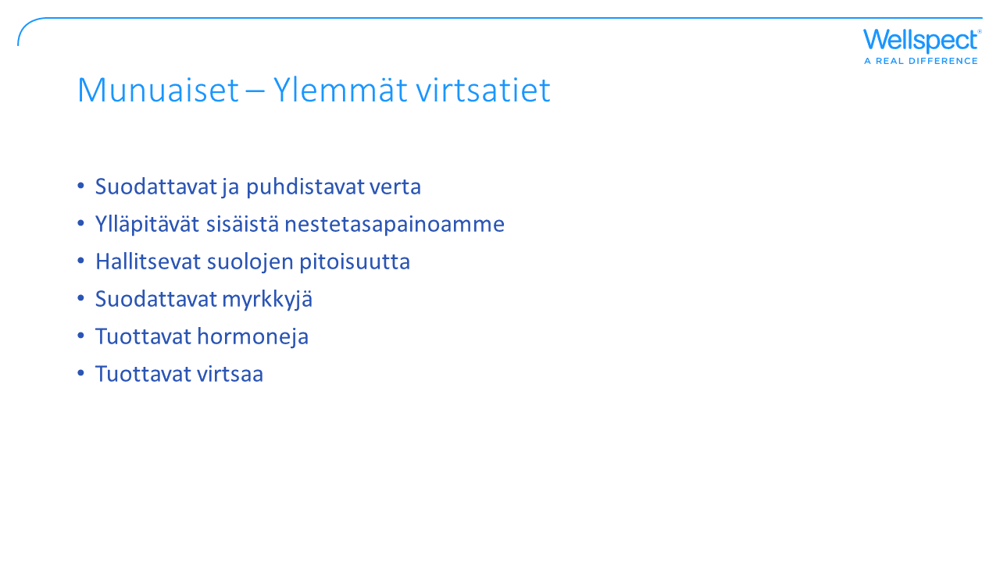 Wellspect®
A REAL DIFFERENCE
Munuaiset – Ylemmät virtsatiet
• Suodattavat ja puhdistavat verta
• Ylläpitävät sisäistä nestetasapainoamme
• Hallitsevat suolojen pitoisuutta
• Suodattavat myrkkyjä
• Tuottavat hormoneja
• Tuottavat virtsaa